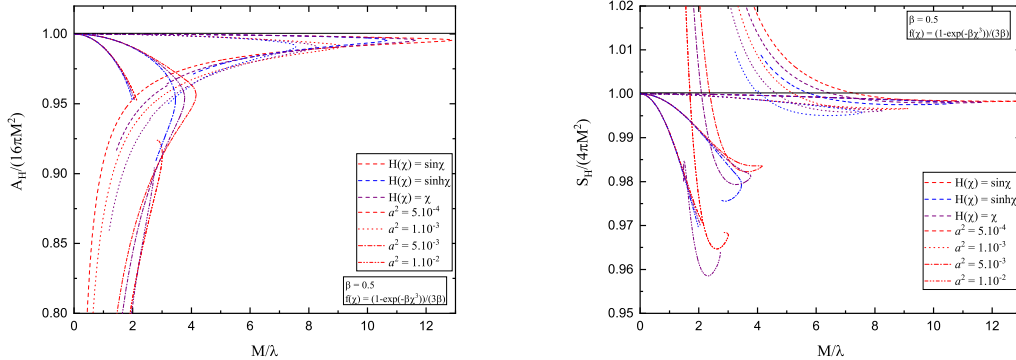 1.00
0.95
0.90
0.85
0.80
A_H/(16πM²)
0 2 4 6 8 10 12
M/λ
H(χ) = sinχ
H(χ) = sinhχ
H(χ) = χ
a² = 5.10⁻⁴
a² = 1.10⁻³
a² = 5.10⁻³
a² = 1.10⁻²
β = 0.5
f(χ) = (1-exp(-βχ³))/(3β)
1.02
1.01
1.00
0.99
0.98
0.97
0.96
0.95
S_H/(4πM²)
0 2 4 6 8 10 12
M/λ
β = 0.5
f(χ) = (1-exp(-βχ³))/(3β)
H(χ) = sinχ
H(χ) = sinhχ
H(χ) = χ
a² = 5.10⁻⁴
a² = 1.10⁻³
a² = 5.10⁻³
a² = 1.10⁻²